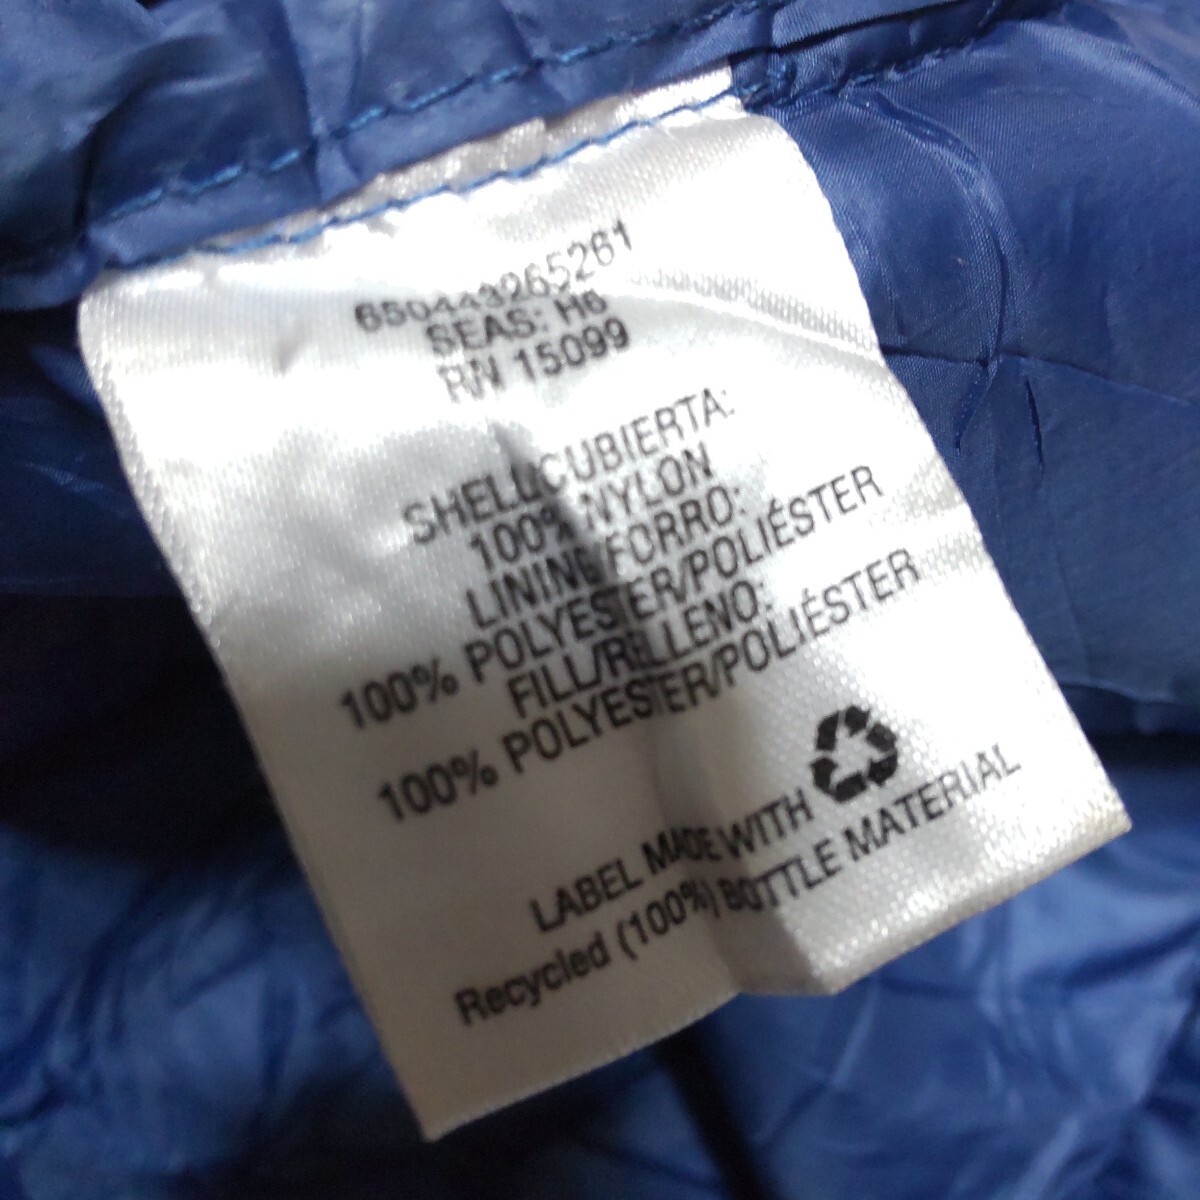 650443265261
SEAS: H6
RN 15099
SHELL/CUBIERTA:
100% NYLON
LINING/FORRO:
100% POLYESTER/POLIÉSTER
FILL/RELLENO:
100% POLYESTER/POLIÉSTER
LABEL MADE WITH
Recycled (100%) BOTTLE MATERIAL